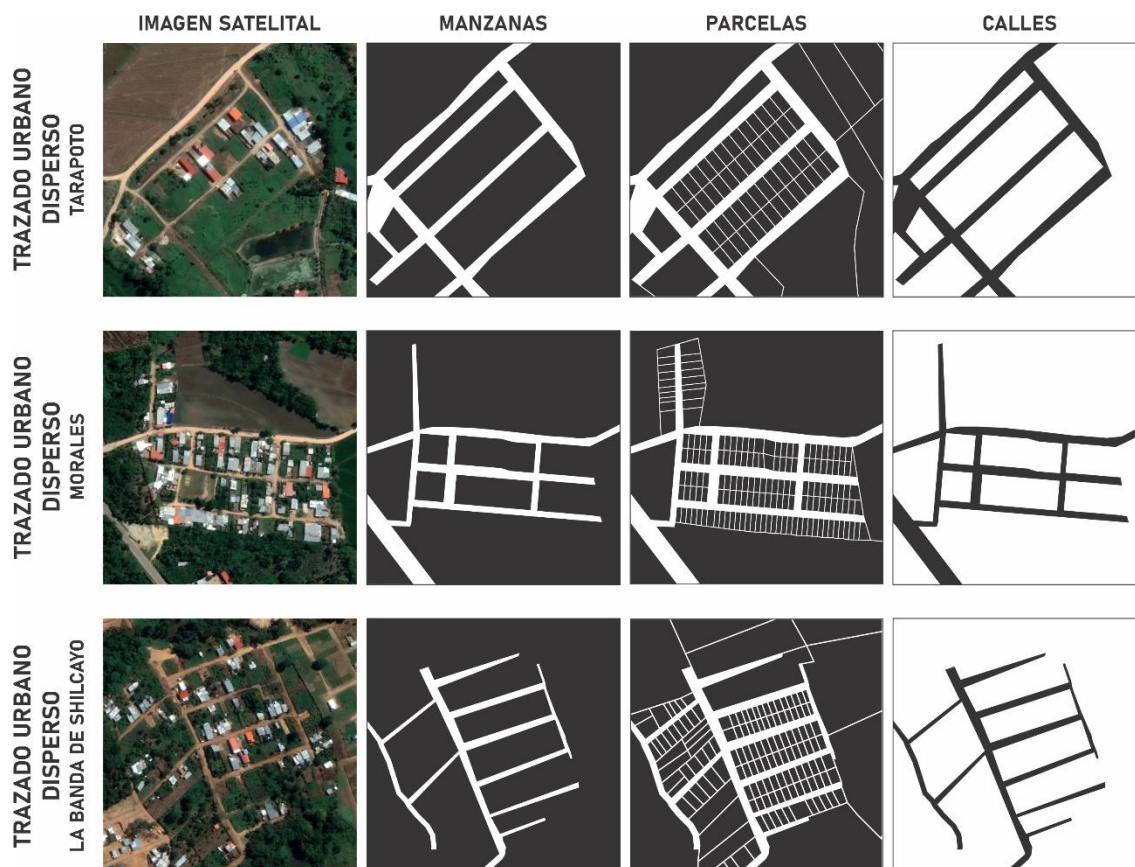 IMAGEN SATELITAL
MANZANAS
PARCELAS
CALLES
TRAZADO URBANO
DISPERSO
TARAPOTO
TRAZADO URBANO
DISPERSO
MORALES
TRAZADO URBANO
DISPERSO
LA BANDA DE SHILCAYO